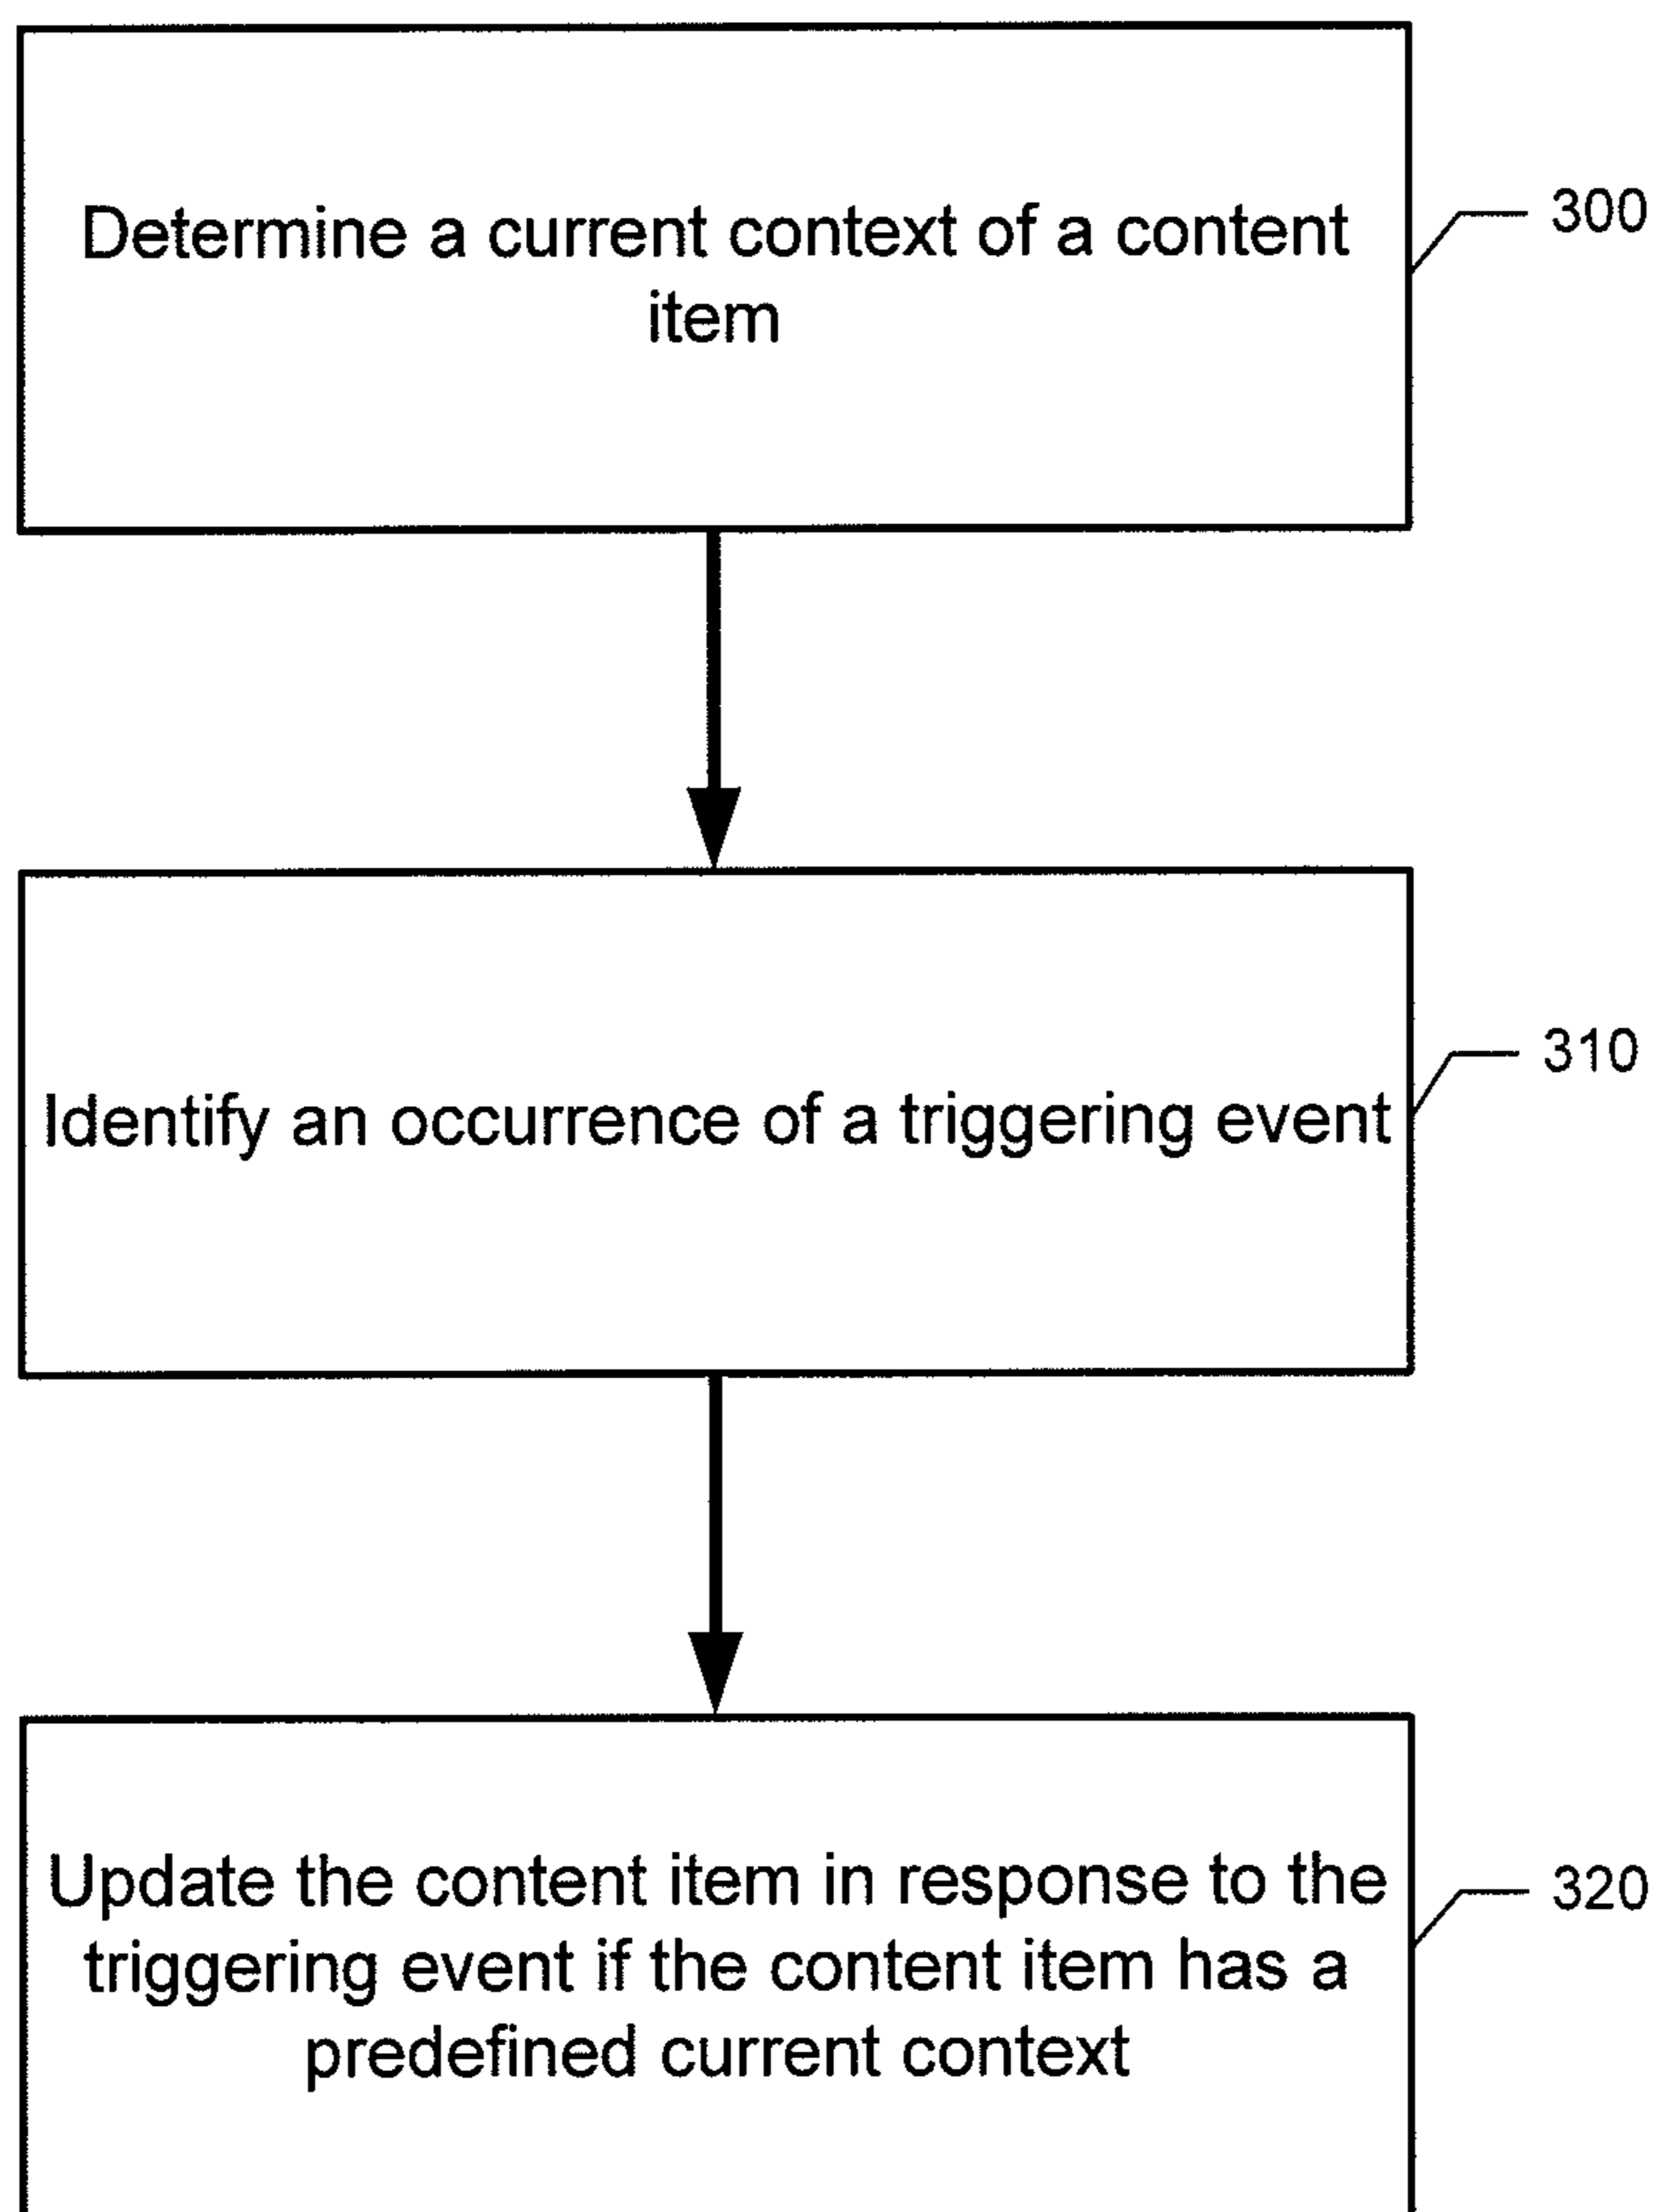 Determine a current context of a content
item
300
Identify an occurrence of a triggering event
310
Update the content item in response to the
triggering event if the content item has a
predefined current context
320